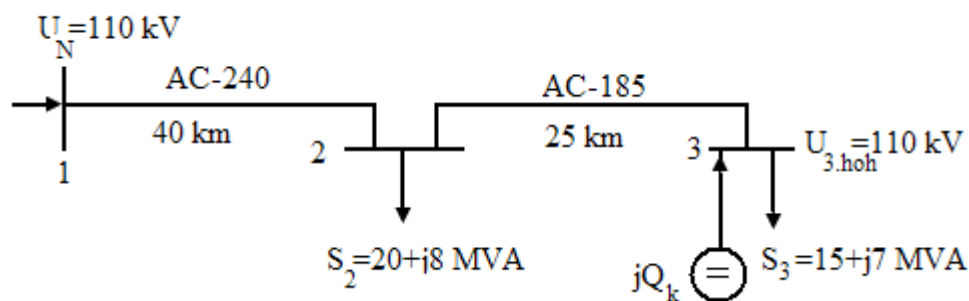 U_N=110 kV
AC-240
40 km
1
2
AC-185
25 km
3
U_3.hoh=110 kV
S_2=20+j8 MVA
jQ_k
=
S_3=15+j7 MVA